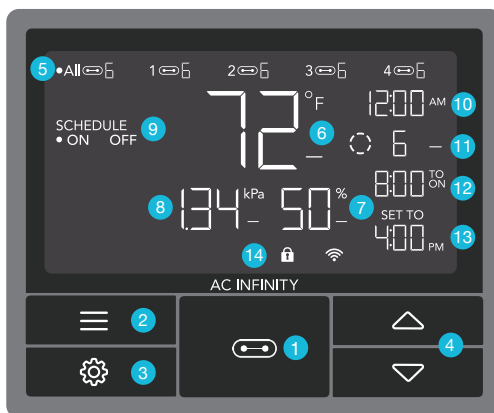 5 •All 6 1 6 2 6 3 6 4 6
72 °F 6
12:00 AM 10
SCHEDULE 9
• ON OFF
6 – 11
8:00 TO ON 12
8 1.34 kPa – 50 % – 7
SET TO
4:00 PM 13
14
AC INFINITY
2
1
4
3